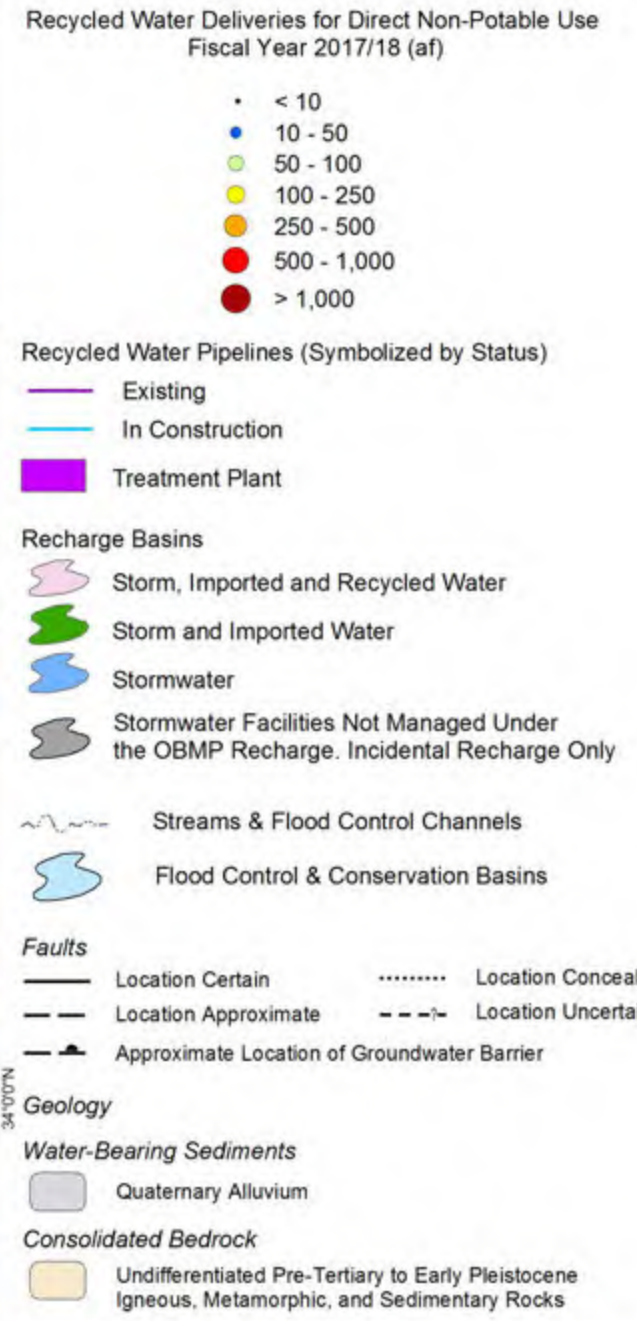 Recycled Water Deliveries for Direct Non-Potable Use
Fiscal Year 2017/18 (af)
< 10
10 - 50
50 - 100
100 - 250
250 - 500
500 - 1,000
> 1,000
Recycled Water Pipelines (Symbolized by Status)
Existing
In Construction
Treatment Plant
Recharge Basins
Storm, Imported and Recycled Water
Storm and Imported Water
Stormwater
Stormwater Facilities Not Managed Under
the OBMP Recharge. Incidental Recharge Only
Streams & Flood Control Channels
Flood Control & Conservation Basins
Faults
Location Certain
Location Conceal
Location Approximate
?
Location Uncerta
Approximate Location of Groundwater Barrier
34°0'0"N
Geology
Water-Bearing Sediments
Quaternary Alluvium
Consolidated Bedrock
Undifferentiated Pre-Tertiary to Early Pleistocene
Igneous, Metamorphic, and Sedimentary Rocks